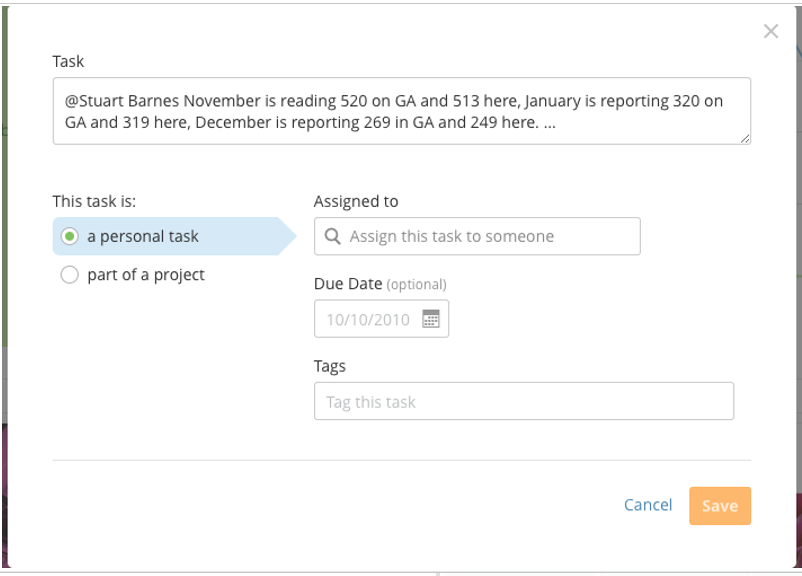 Task
@Stuart Barnes November is reading 520 on GA and 513 here, January is reporting 320 on
GA and 319 here, December is reporting 269 in GA and 249 here. ...
This task is:
a personal task
part of a project
Assigned to
Assign this task to someone
Due Date (optional)
10/10/2010
Tags
Tag this task
Cancel
Save